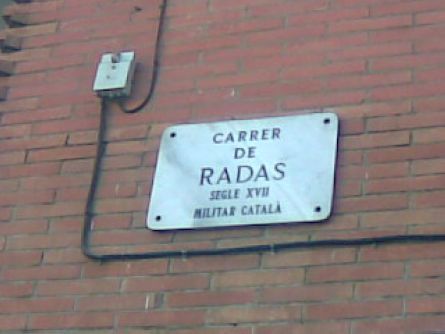 CARRER
DE
RADAS
SEGLE XVII
MILITAR CATALÀ